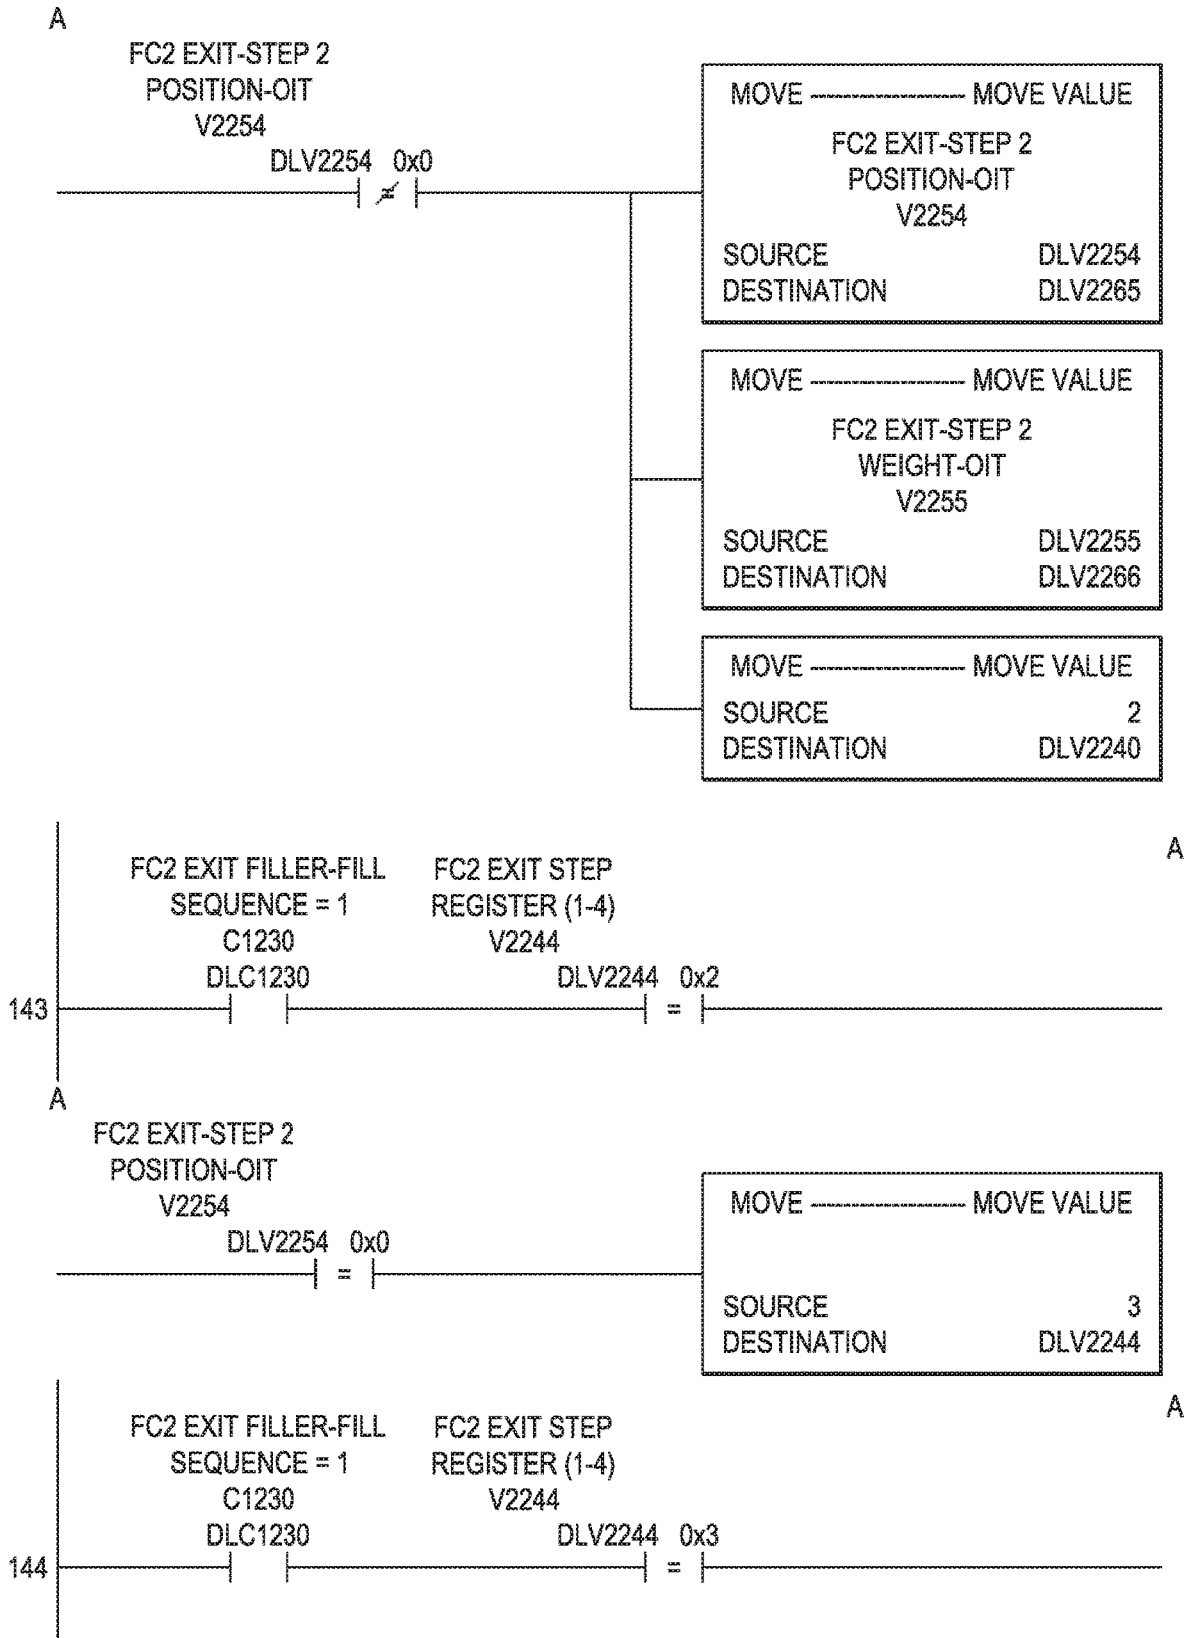 A
FC2 EXIT-STEP 2
POSITION-OIT
V2254
DLV2254 0x0
≠
MOVE ---------------------- MOVE VALUE
FC2 EXIT-STEP 2
POSITION-OIT
V2254
SOURCE DLV2254
DESTINATION DLV2265
MOVE ---------------------- MOVE VALUE
FC2 EXIT-STEP 2
WEIGHT-OIT
V2255
SOURCE DLV2255
DESTINATION DLV2266
MOVE ---------------------- MOVE VALUE
SOURCE 2
DESTINATION DLV2240
A
FC2 EXIT FILLER-FILL
SEQUENCE = 1
C1230
DLC1230
FC2 EXIT STEP
REGISTER (1-4)
V2244
DLV2244 0x2
143
=
A
FC2 EXIT-STEP 2
POSITION-OIT
V2254
DLV2254 0x0
=
MOVE ---------------------- MOVE VALUE
SOURCE 3
DESTINATION DLV2244
A
FC2 EXIT FILLER-FILL
SEQUENCE = 1
C1230
DLC1230
FC2 EXIT STEP
REGISTER (1-4)
V2244
DLV2244 0x3
144
=